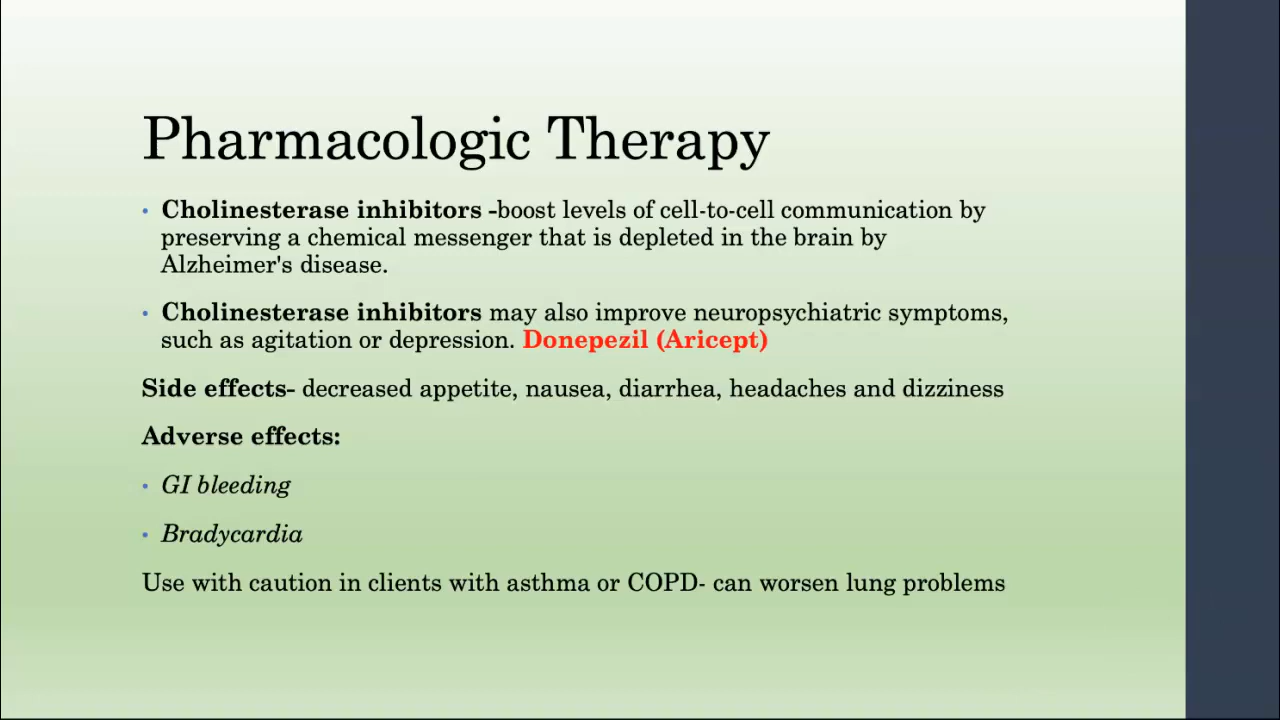 Pharmacologic Therapy
• Cholinesterase inhibitors -boost levels of cell-to-cell communication by
preserving a chemical messenger that is depleted in the brain by
Alzheimer's disease.
• Cholinesterase inhibitors may also improve neuropsychiatric symptoms,
such as agitation or depression. Donepezil (Aricept)
Side effects- decreased appetite, nausea, diarrhea, headaches and dizziness
Adverse effects:
• GI bleeding
• Bradycardia
Use with caution in clients with asthma or COPD- can worsen lung problems